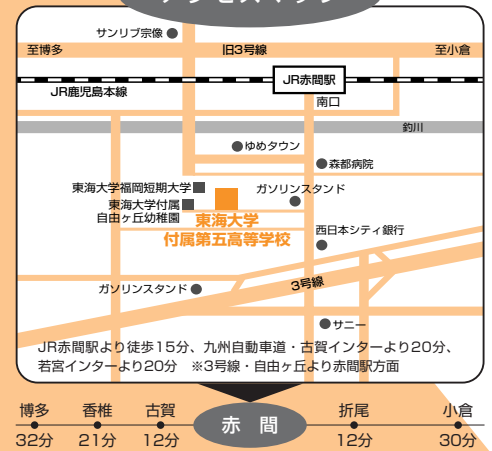 アクセスマップ
サンリブ宗像
至博多
旧3号線
至小倉
JR赤間駅
JR鹿児島本線
南口
釣川
ゆめタウン
森都病院
東海大学福岡短期大学
ガソリンスタンド
東海大学付属
自由ヶ丘幼稚園
東海大学
付属第五高等学校
西日本シティ銀行
3号線
ガソリンスタンド
サニー
JR赤間駅より徒歩15分、九州自動車道・古賀インターより20分、
若宮インターより20分　※3号線・自由ヶ丘より赤間駅方面
博多 香椎 古賀 赤間 折尾 小倉
32分 21分 12分 12分 30分